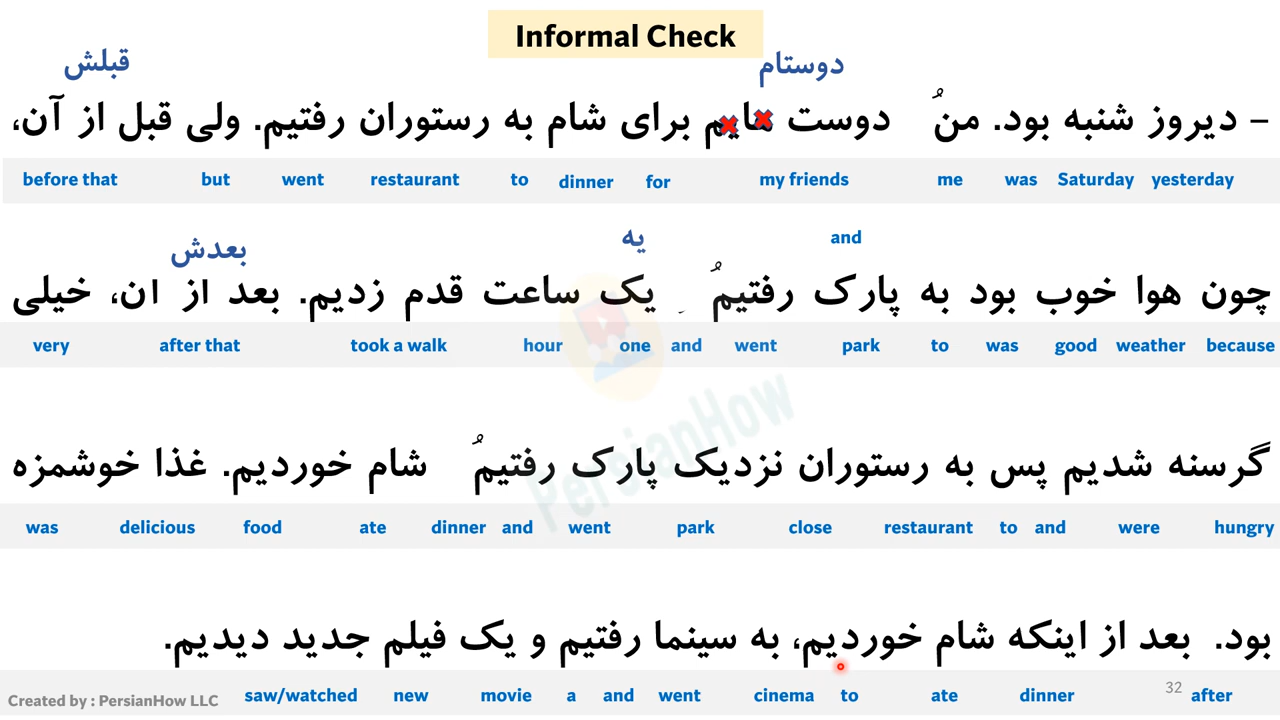 Informal Check
قبلش دوستام
- دیروز شنبه بود. منُ دوست هایم برای شام به رستوران رفتیم. ولی قبل از آن،
before that but went restaurant to dinner for my friends me was Saturday yesterday
بعدش یه and
چون هوا خوب بود به پارک رفتیمُ یک ساعت قدم زدیم. بعد از ان، خیلی
very after that took a walk hour one and went park to was good weather because
گرسنه شدیم پس به رستوران نزدیک پارک رفتیمُ شام خوردیم. غذا خوشمزه
was delicious food ate dinner and went park close restaurant to and were hungry
بود. بعد از اینکه شام خوردیم، به سینما رفتیم و یک فیلم جدید دیدیم.
saw/watched new movie a and went cinema to ate dinner after
Created by : PersianHow LLC
32
PersianHow